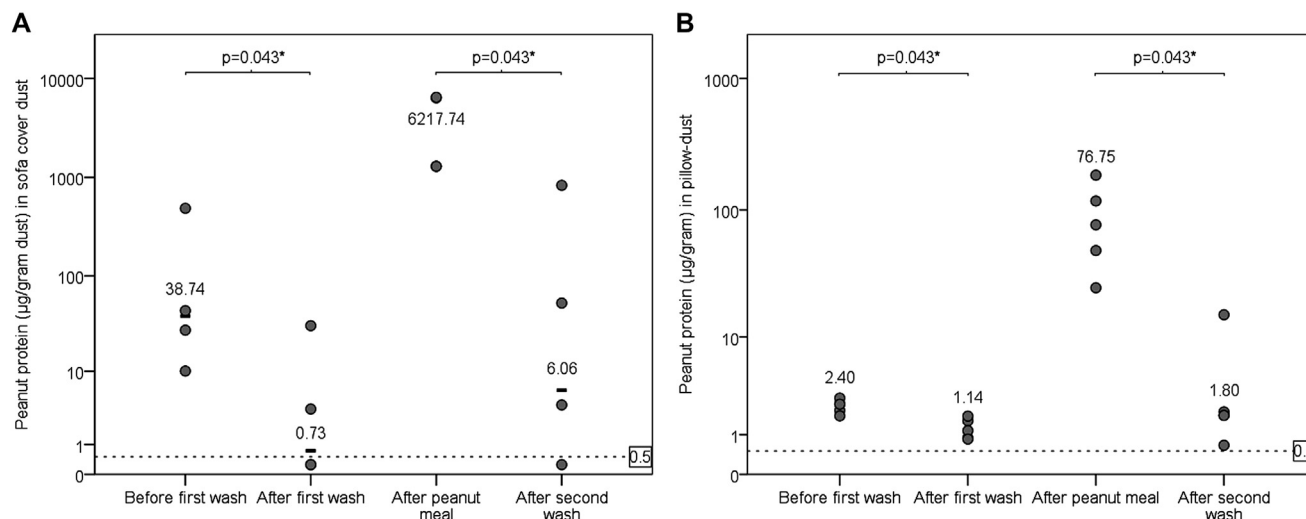 A
p=0.043*
p=0.043*
Peanut protein (µg/gram dust) in sofa cover dust
10000
1000
100
10
1
0
38.74
0.73
6217.74
6.06
0.5
Before first wash
After first wash
After peanut
meal
After second
wash
B
p=0.043*
p=0.043*
Peanut protein (µg/gram) in pillow-dust
1000
100
10
1
0
2.40
1.14
76.75
1.80
0.
Before first wash
After first wash
After peanut meal
After second
wash